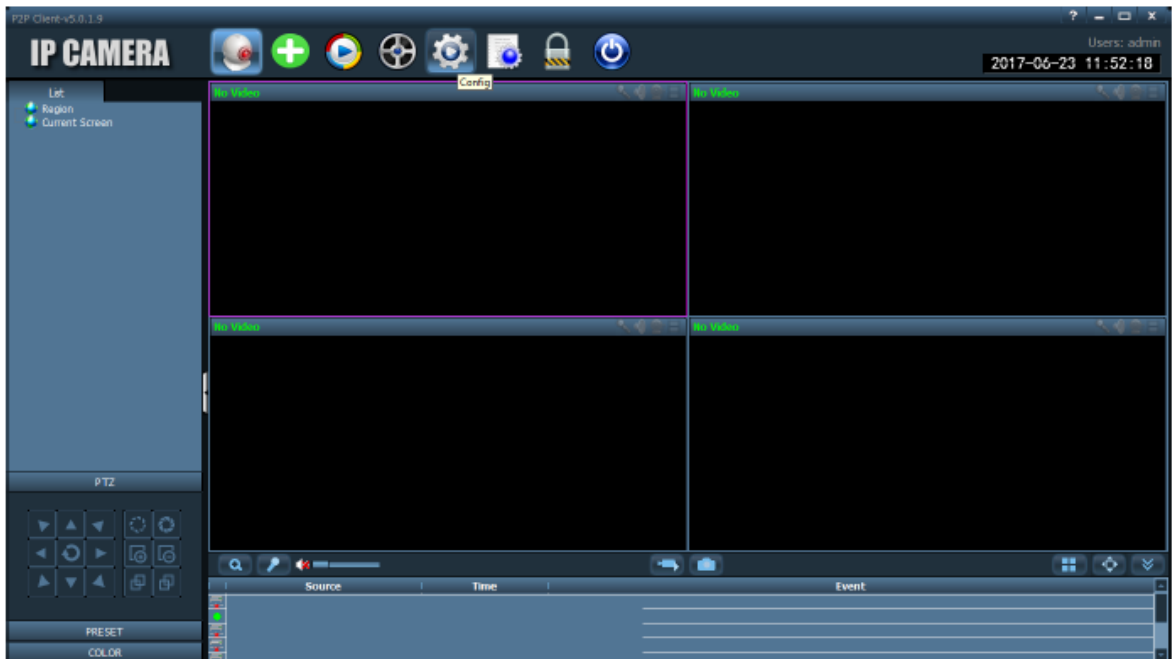 P2P Client-v5.0.1.9
IP CAMERA
Users: admin
2017-06-23 11:52:18
Config
List
Region
Current Screen
No Video
No Video
No Video
No Video
PTZ
Source Time Event
PRESET
COLOR